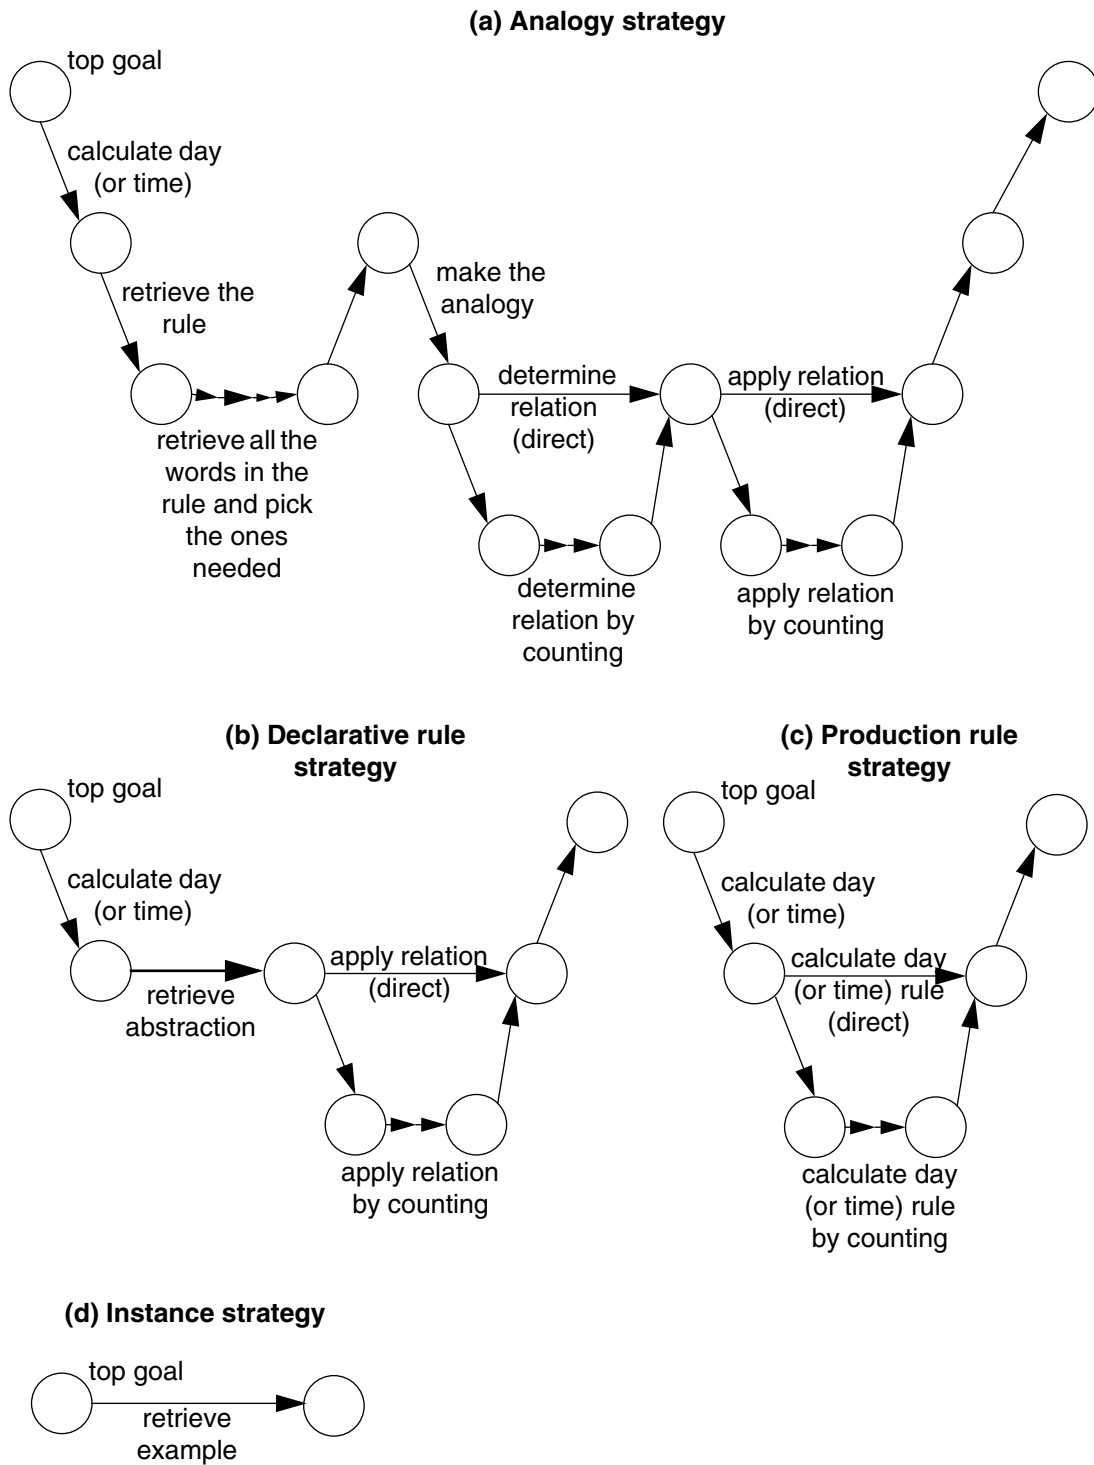 (a) Analogy strategy
top goal
calculate day
(or time)
retrieve the
rule
retrieve all the
words in the
rule and pick
the ones
needed
make the
analogy
determine
relation
(direct)
apply relation
(direct)
determine
relation by
counting
apply relation
by counting
(b) Declarative rule
strategy
top goal
calculate day
(or time)
retrieve
abstraction
apply relation
(direct)
apply relation
by counting
(c) Production rule
strategy
top goal
calculate day
(or time)
calculate day
(or time) rule
(direct)
calculate day
(or time) rule
by counting
(d) Instance strategy
top goal
retrieve
example